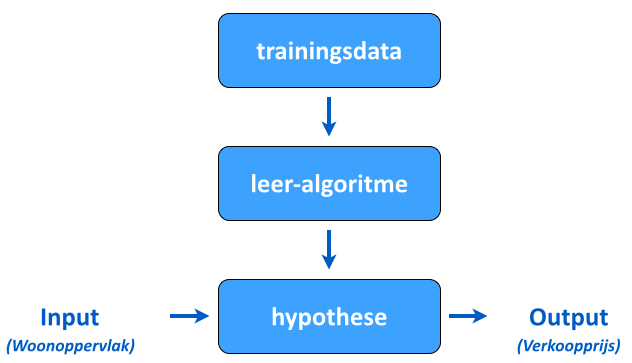 trainingsdata
leer-algoritme
Input
hypothese
Output
(Woonoppervlak)
(Verkoopprijs)